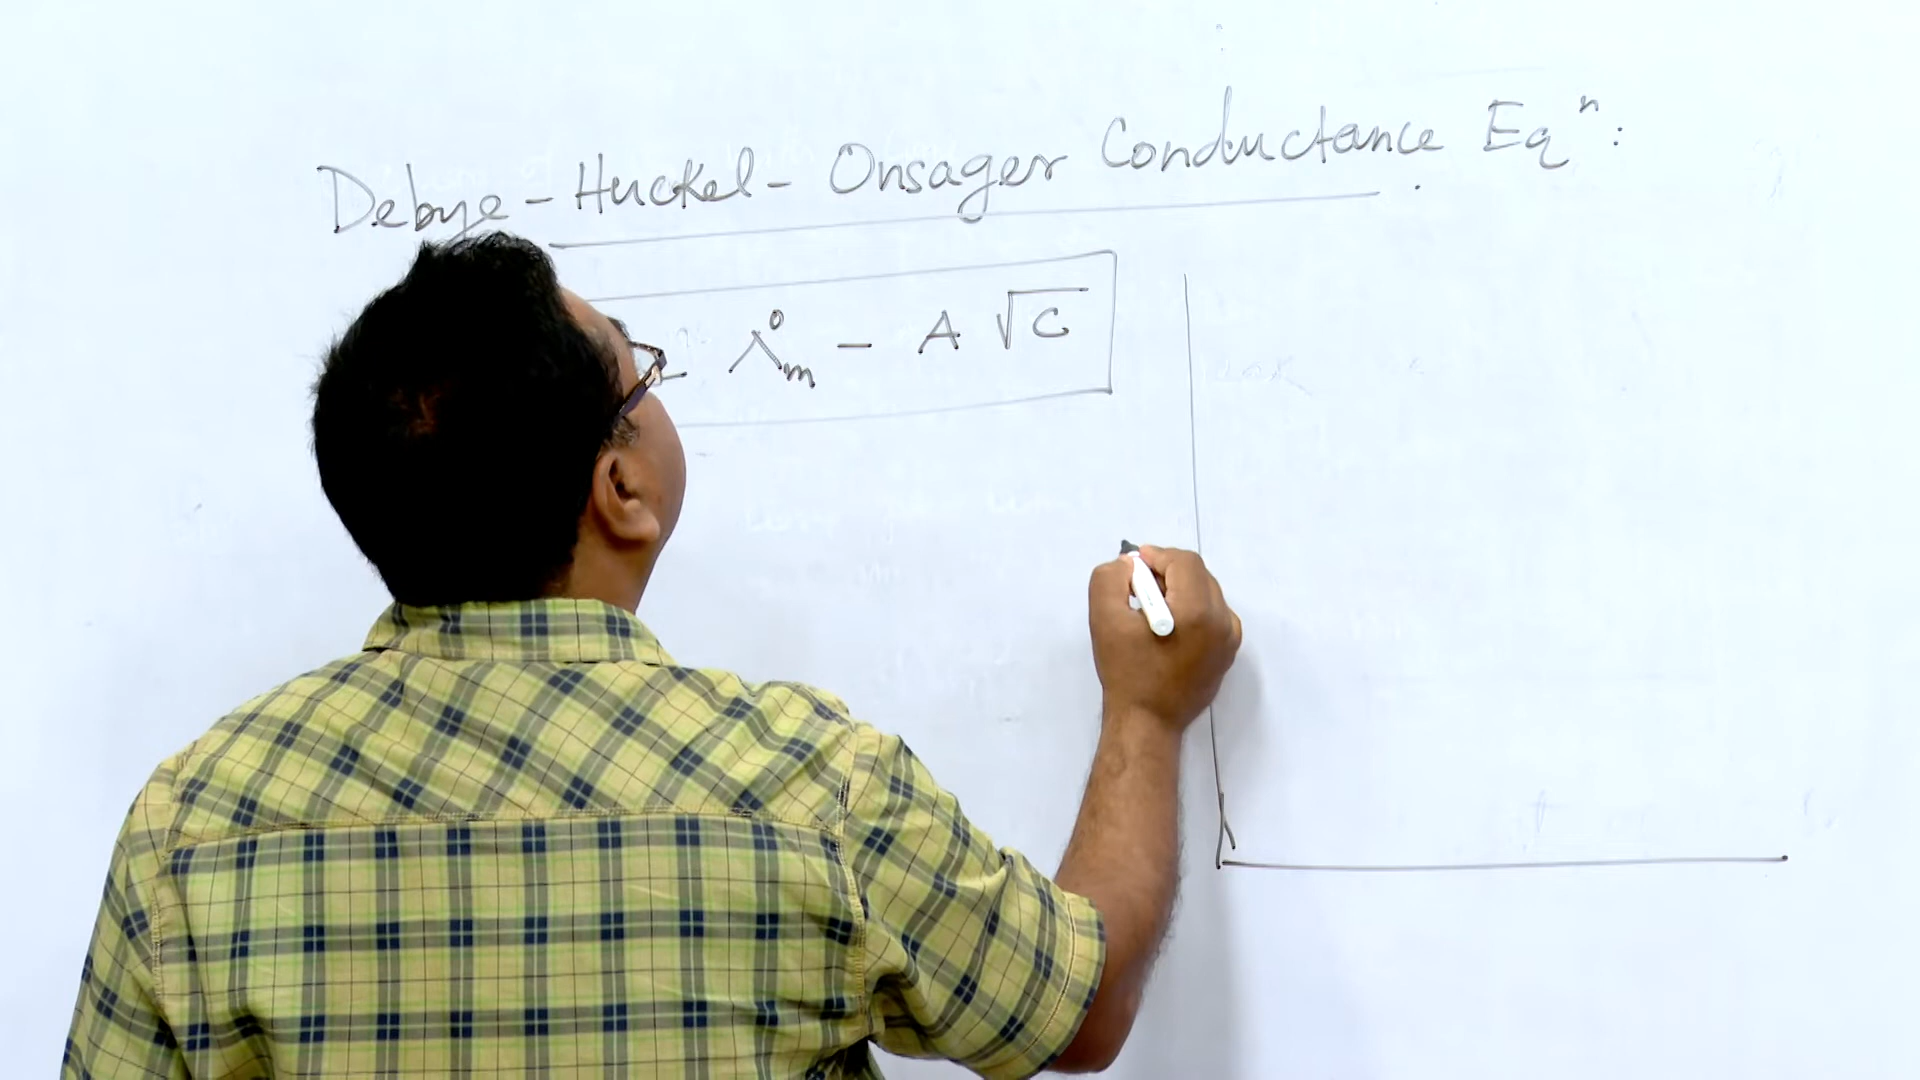 Debye - Huckel - Onsager Conductance Eqⁿ :
= λ°m - A √C